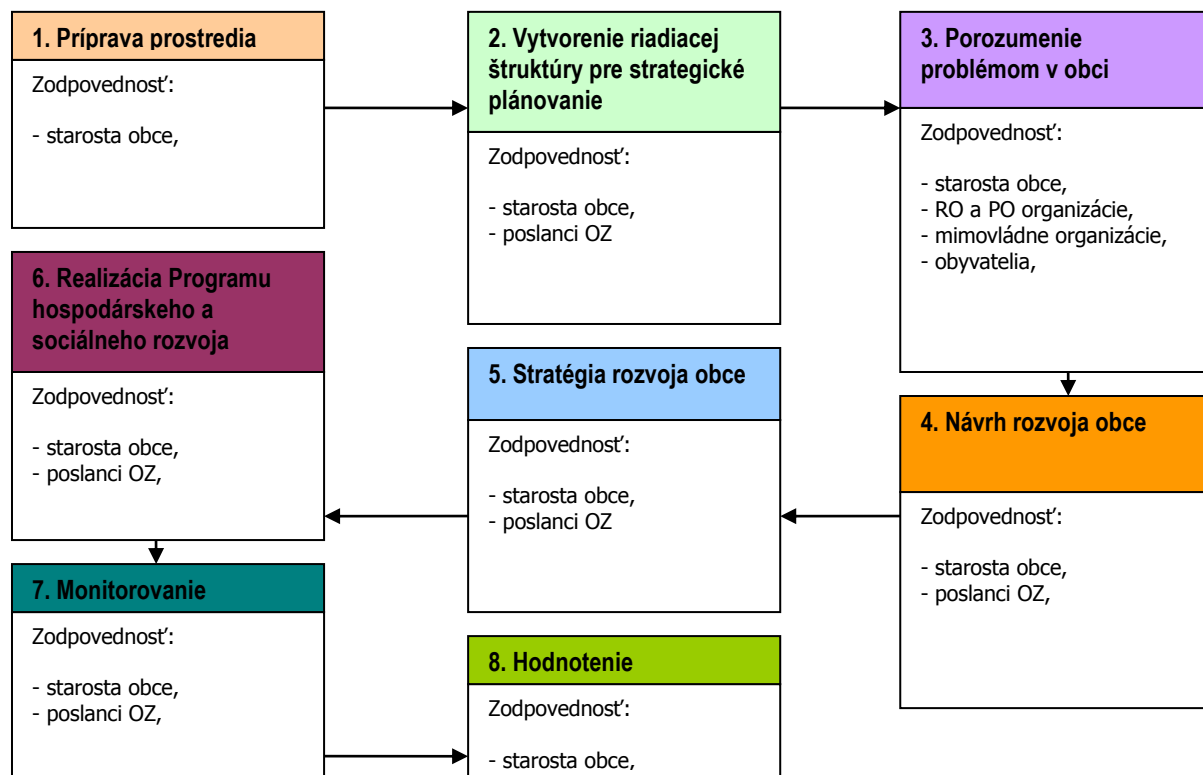 1. Príprava prostredia
Zodpovednosť:
- starosta obce,
2. Vytvorenie riadiacej
štruktúry pre strategické
plánovanie
Zodpovednosť:
- starosta obce,
- poslanci OZ
3. Porozumenie
problémom v obci
Zodpovednosť:
- starosta obce,
- RO a PO organizácie,
- mimovládne organizácie,
- obyvatelia,
4. Návrh rozvoja obce
Zodpovednosť:
- starosta obce,
- poslanci OZ,
5. Stratégia rozvoja obce
Zodpovednosť:
- starosta obce,
- poslanci OZ
6. Realizácia Programu
hospodárskeho a
sociálneho rozvoja
Zodpovednosť:
- starosta obce,
- poslanci OZ,
7. Monitorovanie
Zodpovednosť:
- starosta obce,
- poslanci OZ,
8. Hodnotenie
Zodpovednosť:
- starosta obce,